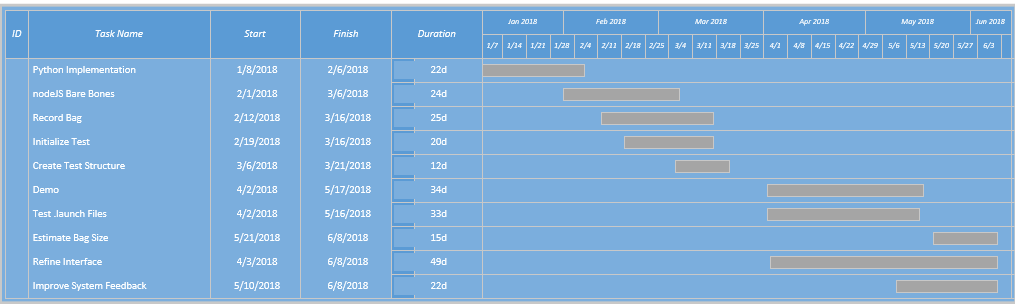 ID Task Name Start Finish Duration Jan 2018 Feb 2018 Mar 2018 Apr 2018 May 2018 Jun 2018
1/7 1/14 1/21 1/28 2/4 2/11 2/18 2/25 3/4 3/11 3/18 3/25 4/1 4/8 4/15 4/22 4/29 5/6 5/13 5/20 5/27 6/3
Python Implementation 1/8/2018 2/6/2018 22d
nodeJS Bare Bones 2/1/2018 3/6/2018 24d
Record Bag 2/12/2018 3/16/2018 25d
Initialize Test 2/19/2018 3/16/2018 20d
Create Test Structure 3/6/2018 3/21/2018 12d
Demo 4/2/2018 5/17/2018 34d
Test .launch Files 4/2/2018 5/16/2018 33d
Estimate Bag Size 5/21/2018 6/8/2018 15d
Refine Interface 4/3/2018 6/8/2018 49d
Improve System Feedback 5/10/2018 6/8/2018 22d